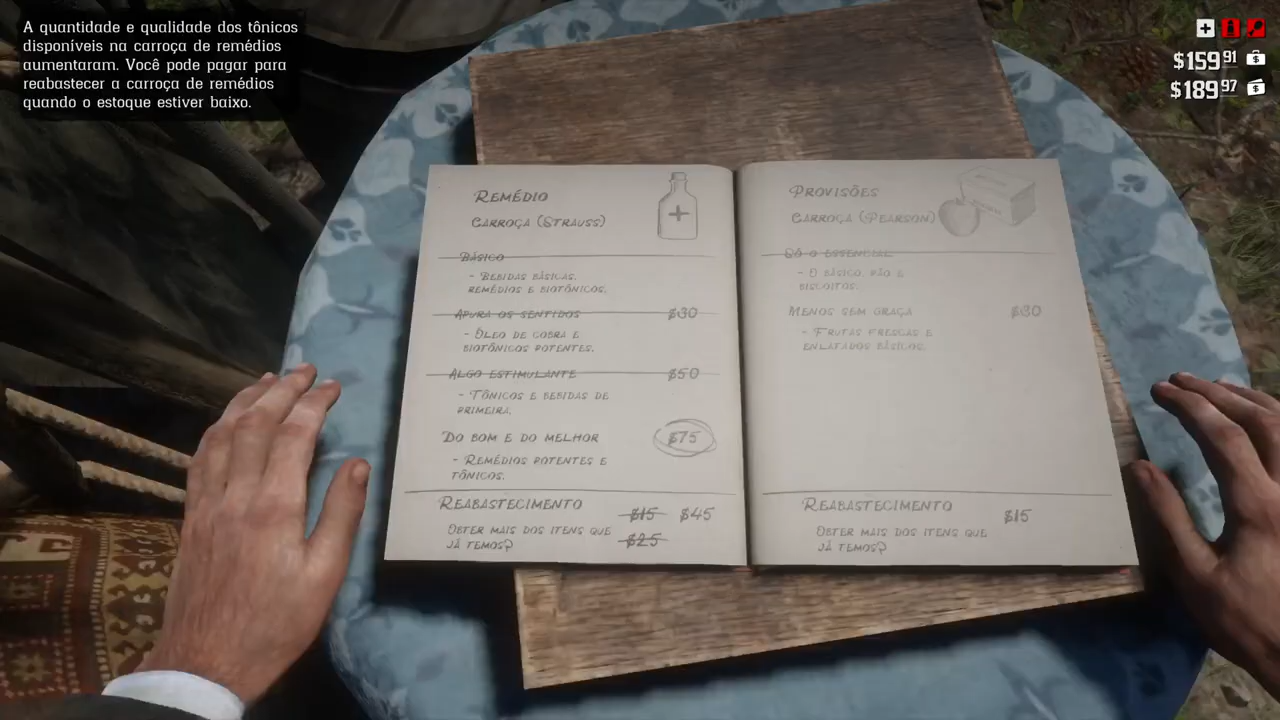 A quantidade e qualidade dos tônicos
disponíveis na carroça de remédios
aumentaram. Você pode pagar para
reabastecer a carroça de remédios
quando o estoque estiver baixo.
$159 91
$189 97
REMÉDIO
CARROÇA (STRAUSS)
BÁSICO
- BEBIDAS BÁSICAS,
REMÉDIOS E BIOTÔNICOS.
APURA OS SENTIDOS $30
- ÓLEO DE COBRA E
BIOTÔNICOS POTENTES.
ALGO ESTIMULANTE $50
- TÔNICOS E BEBIDAS DE
PRIMEIRA.
DO BOM E DO MELHOR $75
- REMÉDIOS POTENTES E
TÔNICOS.
REABASTECIMENTO $15 $45
OBTER MAIS DOS ITENS QUE
JÁ TEMOS? $25
PROVISÕES
CARROÇA (PEARSON)
SÓ O ESSENCIAL
- O BÁSICO, PÃO E
BISCOITOS.
MENOS SEM GRAÇA $30
- FRUTAS FRESCAS E
ENLATADOS BÁSICOS.
REABASTECIMENTO $15
OBTER MAIS DOS ITENS QUE
JÁ TEMOS?